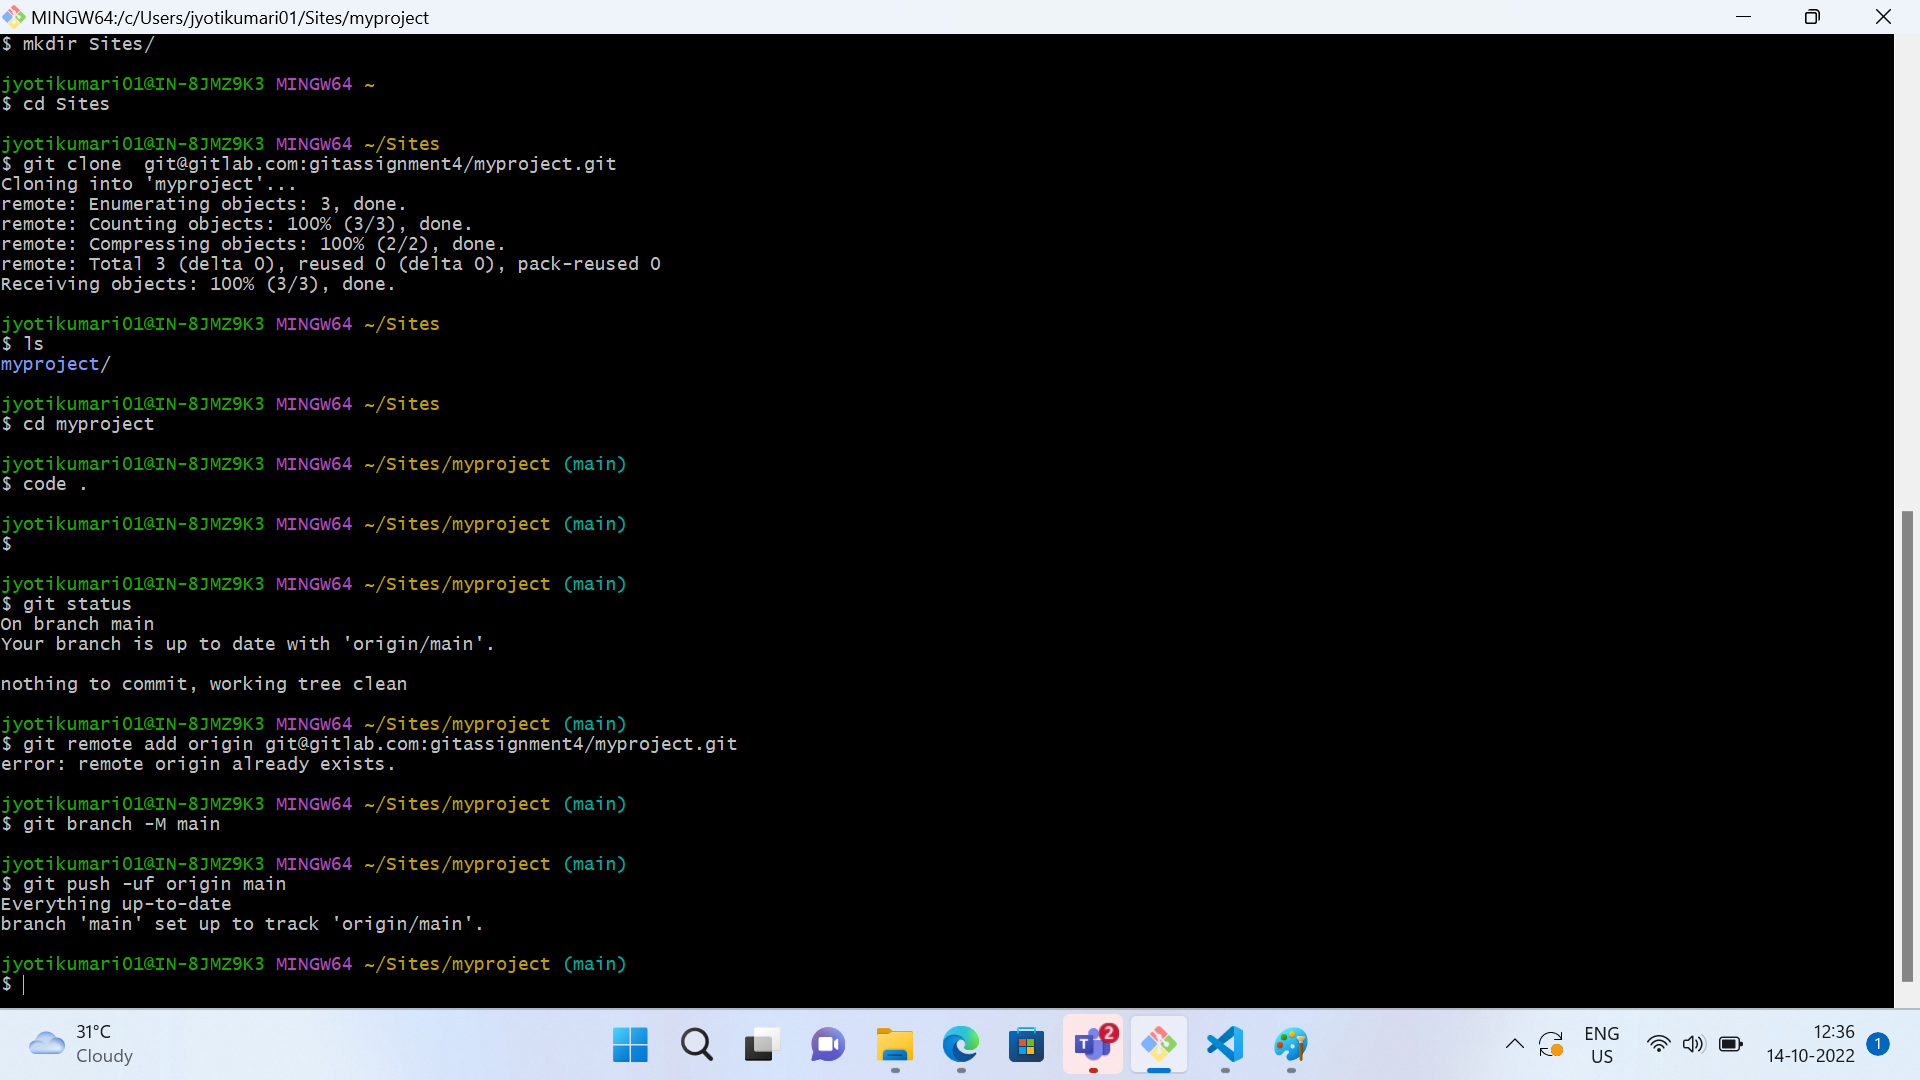 MINGW64:/c/Users/jyotikumari01/Sites/myproject
$ mkdir Sites/
jyotikumari01@IN-8JMZ9K3 MINGW64 ~
$ cd Sites
jyotikumari01@IN-8JMZ9K3 MINGW64 ~/Sites
$ git clone  git@gitlab.com:gitassignment4/myproject.git
Cloning into 'myproject'...
remote: Enumerating objects: 3, done.
remote: Counting objects: 100% (3/3), done.
remote: Compressing objects: 100% (2/2), done.
remote: Total 3 (delta 0), reused 0 (delta 0), pack-reused 0
Receiving objects: 100% (3/3), done.
jyotikumari01@IN-8JMZ9K3 MINGW64 ~/Sites
$ ls
myproject/
jyotikumari01@IN-8JMZ9K3 MINGW64 ~/Sites
$ cd myproject
jyotikumari01@IN-8JMZ9K3 MINGW64 ~/Sites/myproject (main)
$ code .
jyotikumari01@IN-8JMZ9K3 MINGW64 ~/Sites/myproject (main)
$
jyotikumari01@IN-8JMZ9K3 MINGW64 ~/Sites/myproject (main)
$ git status
On branch main
Your branch is up to date with 'origin/main'.
nothing to commit, working tree clean
jyotikumari01@IN-8JMZ9K3 MINGW64 ~/Sites/myproject (main)
$ git remote add origin git@gitlab.com:gitassignment4/myproject.git
error: remote origin already exists.
jyotikumari01@IN-8JMZ9K3 MINGW64 ~/Sites/myproject (main)
$ git branch -M main
jyotikumari01@IN-8JMZ9K3 MINGW64 ~/Sites/myproject (main)
$ git push -uf origin main
Everything up-to-date
branch 'main' set up to track 'origin/main'.
jyotikumari01@IN-8JMZ9K3 MINGW64 ~/Sites/myproject (main)
$
31°C
Cloudy
T
2
ENG
US
12:36
14-10-2022
1